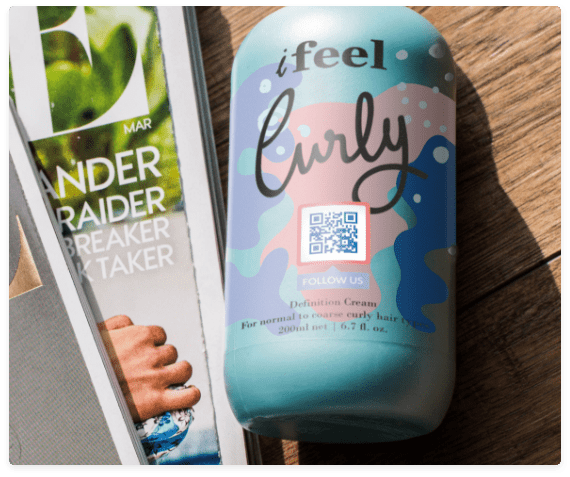 E
MAR
ANDER
RAIDER
BREAKER
K TAKER
i feel
Curly
FOLLOW US
Definition Cream
For normal to coarse curly hair
200ml net | 6.7 fl. oz.